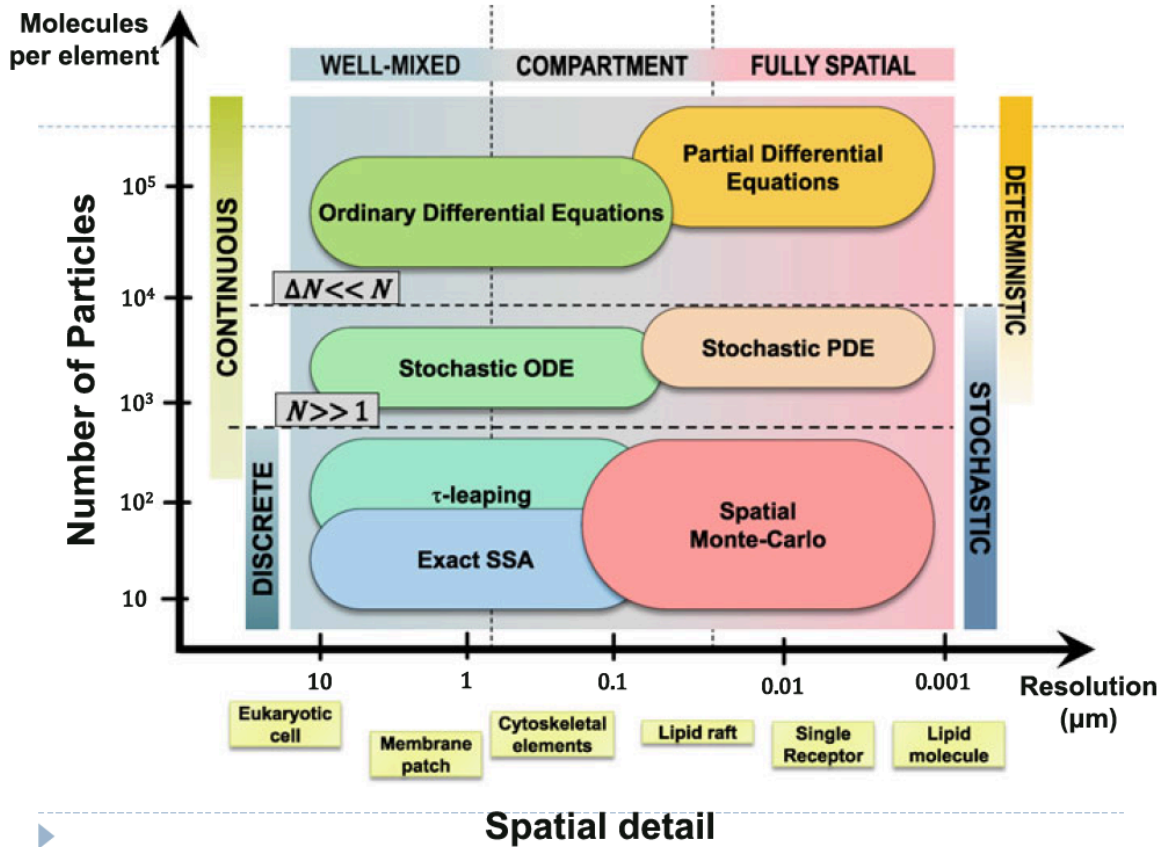 Molecules
per element
WELL-MIXED
COMPARTMENT
FULLY SPATIAL
Number of Particles
CONTINUOUS
DISCRETE
10⁵
10⁴
10³
10²
10
Partial Differential
Equations
Ordinary Differential Equations
ΔN<< N
Stochastic ODE
Stochastic PDE
N>> 1
τ-leaping
Exact SSA
Spatial
Monte-Carlo
DETERMINISTIC
STOCHASTIC
10
1
0.1
0.01
0.001
Resolution
(μm)
Eukaryotic
cell
Membrane
patch
Cytoskeletal
elements
Lipid raft
Single
Receptor
Lipid
molecule
Spatial detail